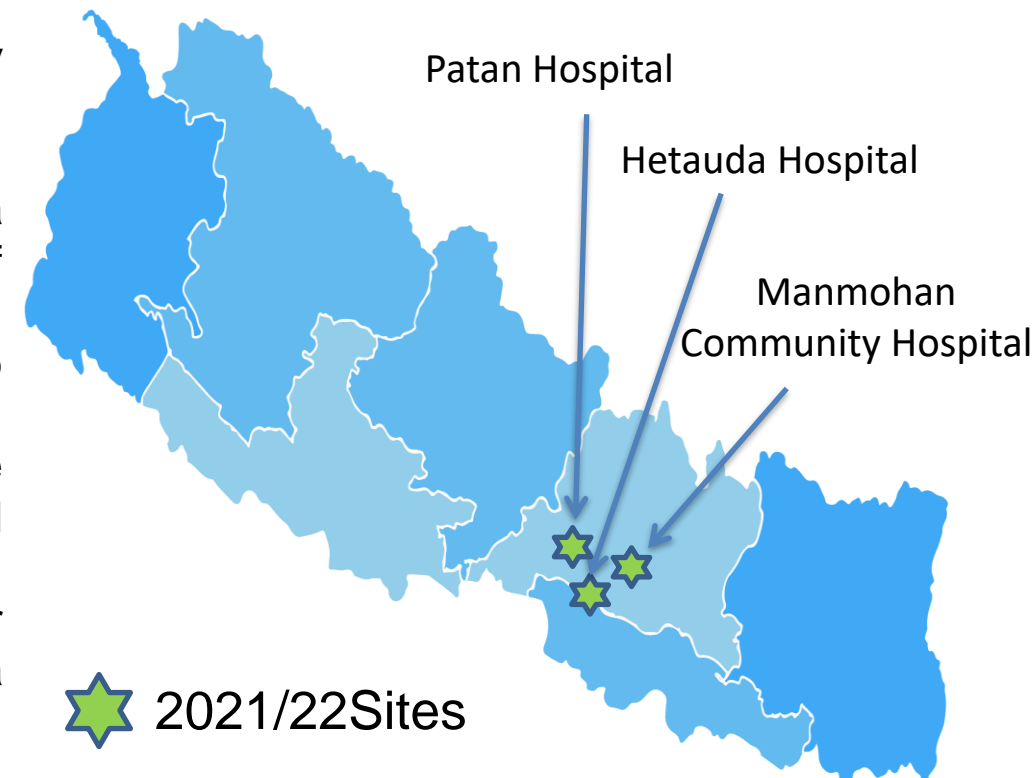 Patan Hospital
Hetauda Hospital
Manmohan
Community Hospital
2021/22Sites